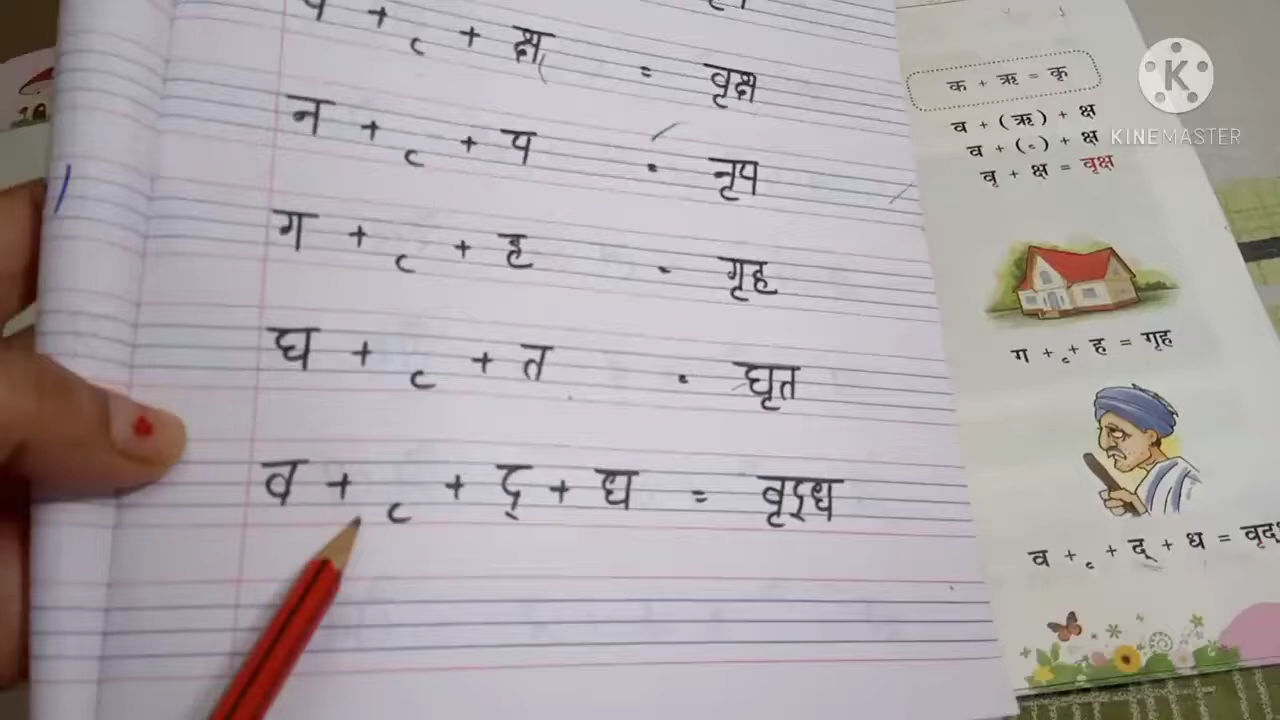 व + ृ + क्ष = वृक्ष
न + ृ + प = नृप
ग + ृ + ह = गृह
घ + ृ + त = घृत
व + ृ + द् + ध = वृद्ध
क + ऋ = कृ
व + (ऋ) + क्ष
व + (ृ) + क्ष
वृ + क्ष = वृक्ष
ग + ृ + ह = गृह
व + ृ + द् + ध =
K
KINEMASTER